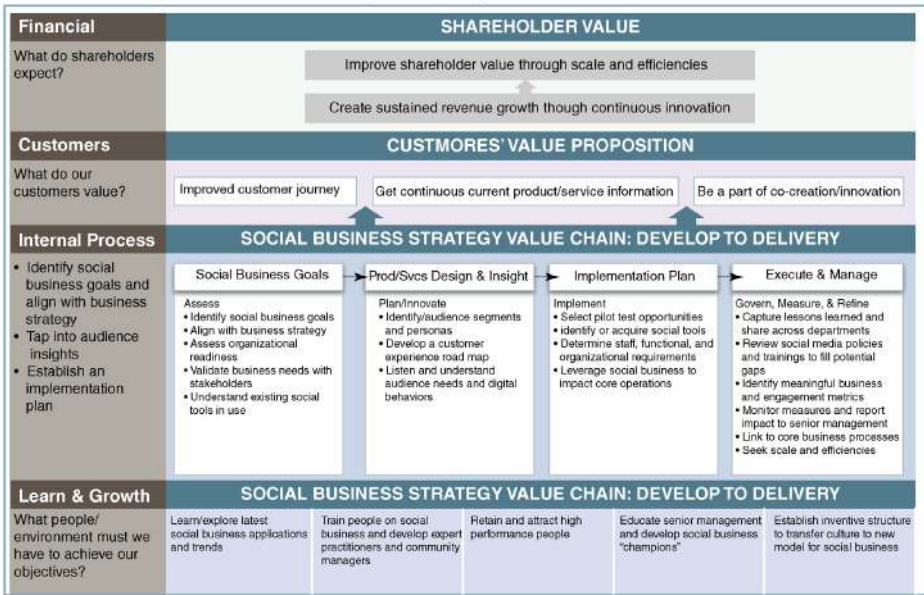 Financial
SHAREHOLDER VALUE
What do shareholders
expect?
Improve shareholder value through scale and efficiencies
Create sustained revenue growth though continuous innovation
Customers
CUSTMORES' VALUE PROPOSITION
What do our
customers value?
Improved customer journey
Get continuous current product/service information
Be a part of co-creation/innovation
Internal Process
SOCIAL BUSINESS STRATEGY VALUE CHAIN: DEVELOP TO DELIVERY
• Identify social
business goals and
align with business
strategy
• Tap into audience
insights
• Establish an
implementation
plan
Social Business Goals
Assess
• Identify social business goals
• Align with business strategy
• Assess organizational
readiness
• Validate business needs with
stakeholders
• Understand existing social
tools in use
Prod/Svcs Design & Insight
Plan/Innovate
• Identify/audience segments
and personas
• Develop a customer
experience road map
• Listen and understand
audience needs and digital
behaviors
Implementation Plan
Implement
• Select pilot test opportunities
• identify or acquire social tools
• Determine staff, functional, and
organizational requirements
• Leverage social business to
impact core operations
Execute & Manage
Govern, Measure, & Refine
• Capture lessons learned and
share across departments
• Review social media policies
and trainings to fill potential
gaps
• Identify meaningful business
and engagement metrics
• Monitor measures and report
impact to senior management
• Link to core business processes
• Seek scale and efficiencies
Learn & Growth
SOCIAL BUSINESS STRATEGY VALUE CHAIN: DEVELOP TO DELIVERY
What people/
environment must we
have to achieve our
objectives?
Learn/explore latest
social business applications
and trends
Train people on social
business and develop expert
practitioners and community
managers
Retain and attract high
performance people
Educate senior management
and develop social business
"champions"
Establish inventive structure
to transfer culture to new
model for social business